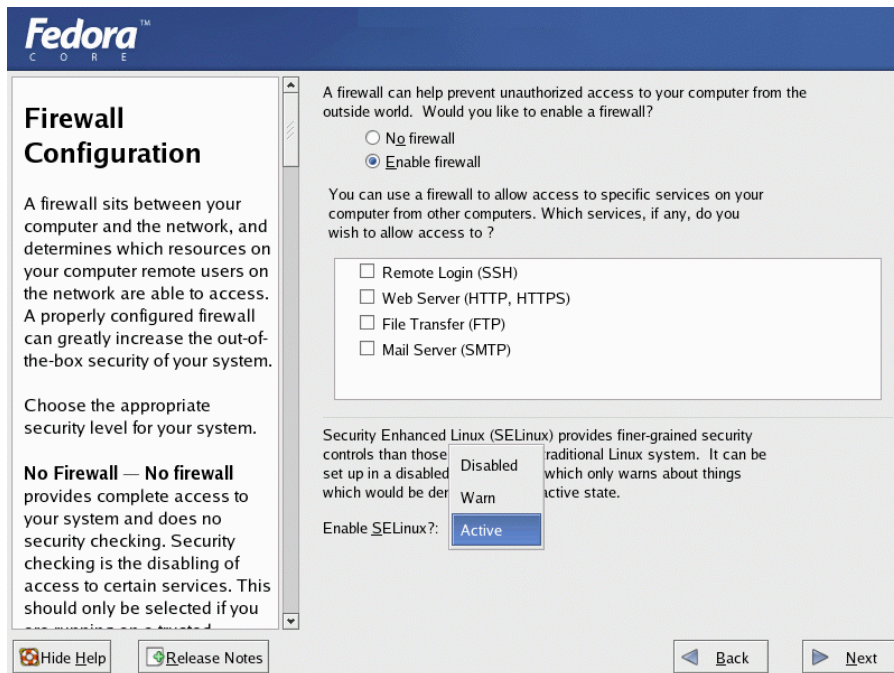 Fedora™
CORE
Firewall
Configuration
A firewall sits between your
computer and the network, and
determines which resources on
your computer remote users on
the network are able to access.
A properly configured firewall
can greatly increase the out-of-
the-box security of your system.
Choose the appropriate
security level for your system.
No Firewall — No firewall
provides complete access to
your system and does no
security checking. Security
checking is the disabling of
access to certain services. This
should only be selected if you
are running on a trusted
A firewall can help prevent unauthorized access to your computer from the
outside world. Would you like to enable a firewall?
No firewall
Enable firewall
You can use a firewall to allow access to specific services on your
computer from other computers. Which services, if any, do you
wish to allow access to ?
Remote Login (SSH)
Web Server (HTTP, HTTPS)
File Transfer (FTP)
Mail Server (SMTP)
Security Enhanced Linux (SELinux) provides finer-grained security
controls than those raditional Linux system. It can be
set up in a disabled which only warns about things
which would be der active state.
Disabled
Warn
Enable SELinux?: Active
Hide Help
Release Notes
Back
Next